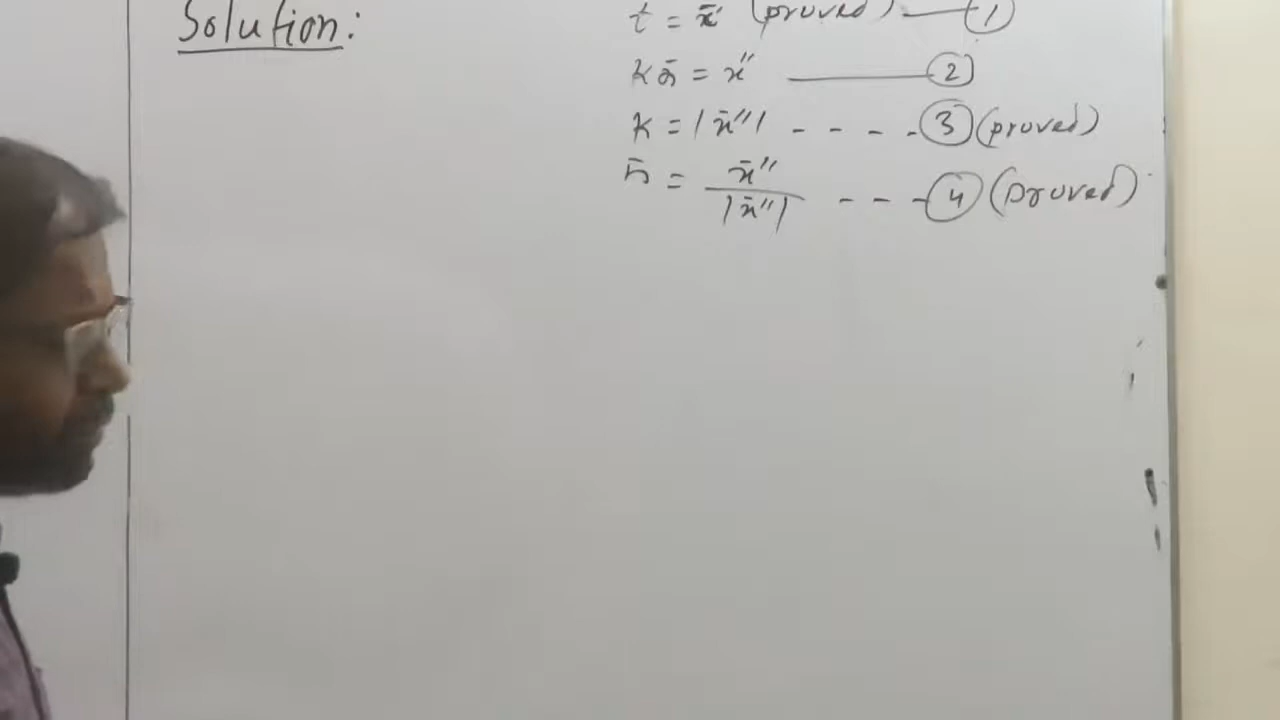 Solution:
t = x̄' (proved) —— ①
k n̄ = x̄'' —— ②
k = |x̄''| - - - - ③ (proved)
n̄ = x̄'' / |x̄''| - - - ④ (proved)